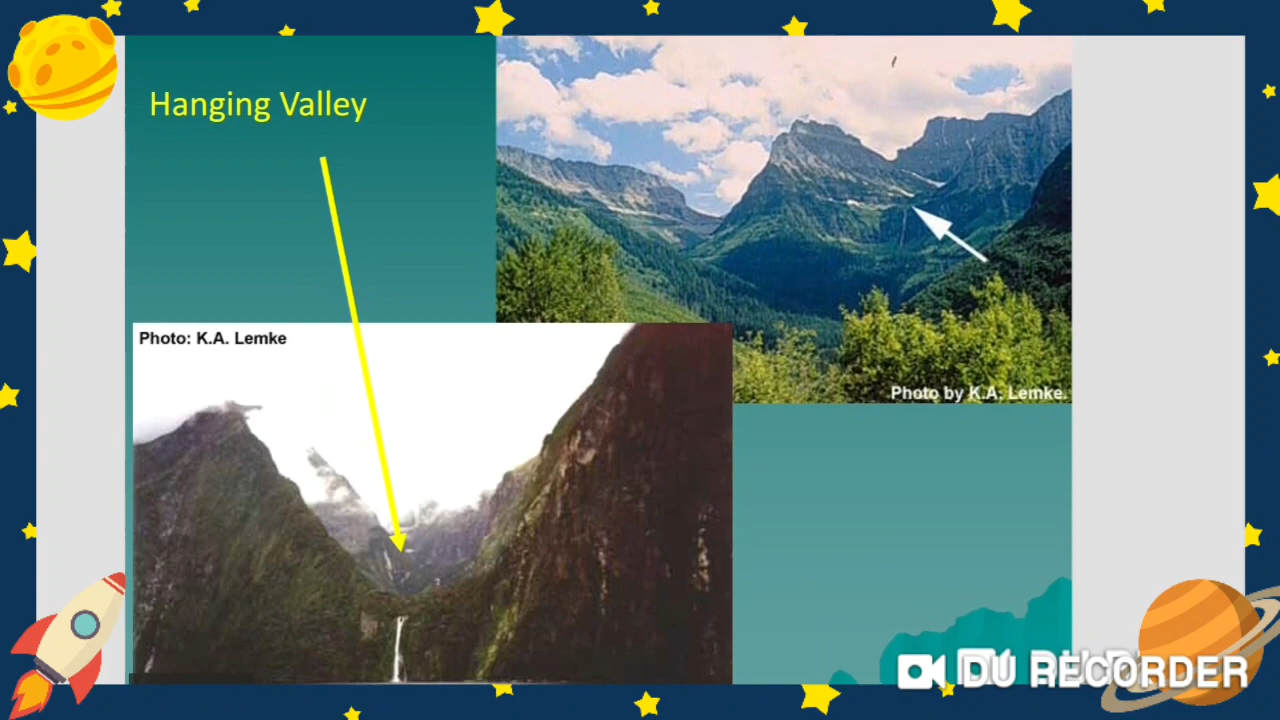 Hanging Valley
Photo: K.A. Lemke
Photo by K.A. Lemke.
DU RECORDER